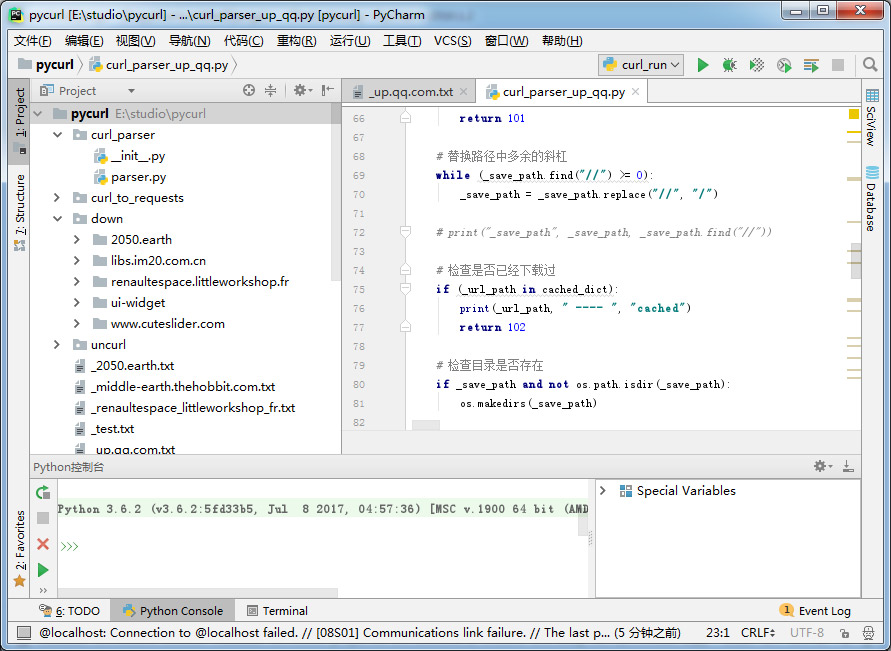 pycurl [E:\studio\pycurl] - ...\curl_parser_up_qq.py [pycurl] - PyCharm
文件(F) 编辑(E) 视图(V) 导航(N) 代码(C) 重构(R) 运行(U) 工具(T) VCS(S) 窗口(W) 帮助(H)
pycurl curl_parser_up_qq.py curl_run
1: Project
7: Structure
2: Favorites
Project
pycurl E:\studio\pycurl
curl_parser
__init__.py
parser.py
curl_to_requests
down
2050.earth
libs.im20.com.cn
renaultespace.littleworkshop.fr
ui-widget
www.cuteslider.com
uncurl
_2050.earth.txt
_middle-earth.thehobbit.com.txt
_renaultespace_littleworkshop_fr.txt
_test.txt
_up.qq.com.txt
_up.qq.com.txt curl_parser_up_qq.py
66 return 101
67
68 # 替换路径中多余的斜杠
69 while (_save_path.find("//") >= 0):
70 _save_path = _save_path.replace("//", "/")
71
72 # print("_save_path", _save_path, _save_path.find("//"))
73
74 # 检查是否已经下载过
75 if (_url_path in cached_dict):
76 print(_url_path, " ---- ", "cached")
77 return 102
78
79 # 检查目录是否存在
80 if _save_path and not os.path.isdir(_save_path):
81 os.makedirs(_save_path)
82
SciView
Database
Python控制台
Python 3.6.2 (v3.6.2:5fd33b5, Jul  8 2017, 04:57:36) [MSC v.1900 64 bit (AMD
>>>
Special Variables
6: TODO Python Console Terminal 1 Event Log
@localhost: Connection to @localhost failed. // [08S01] Communications link failure. // The last p... (5 分钟之前) 23:1 CRLF UTF-8